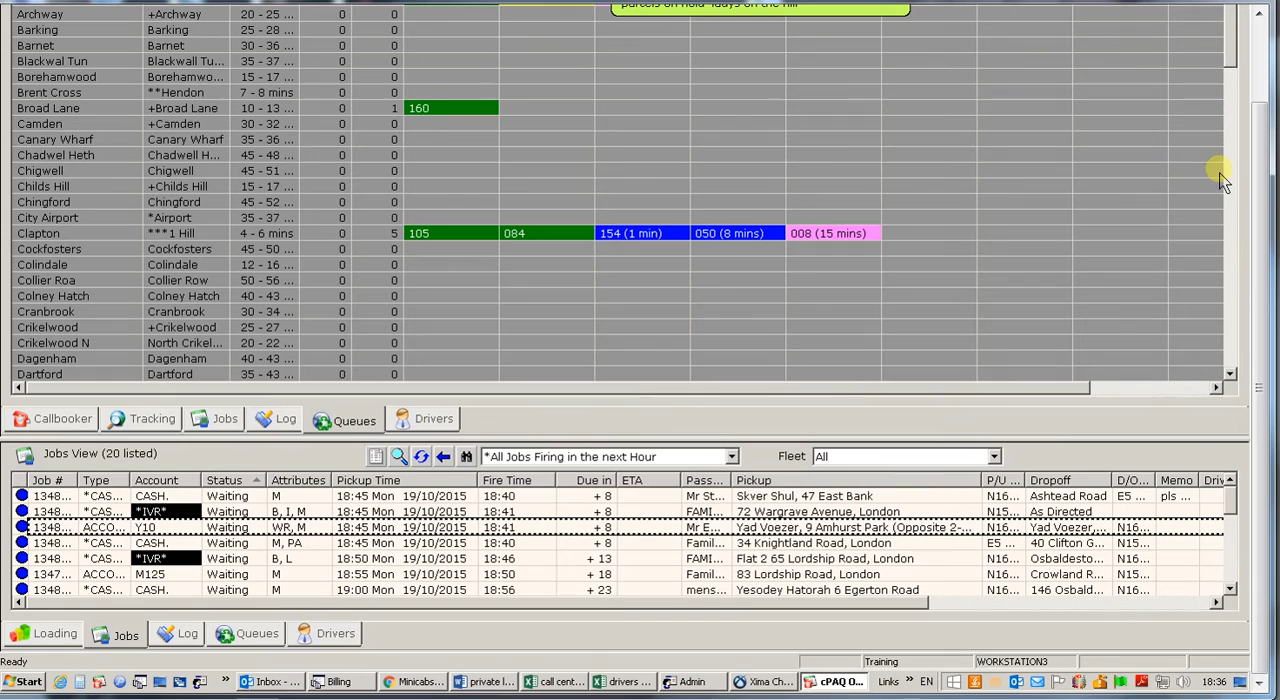 parcels on hold 4days on the hill
Archway +Archway 20 - 25 ... 0 0
Barking Barking 25 - 28 ... 0 0
Barnet Barnet 30 - 36 ... 0 0
Blackwal Tun Blackwall Tu... 35 - 37 ... 0 0
Borehamwood Borehamwo... 15 - 17 ... 0 0
Brent Cross **Hendon 7 - 8 mins 0 0
Broad Lane +Broad Lane 10 - 13 ... 0 1 160
Camden +Camden 30 - 32 ... 0 0
Canary Wharf Canary Wharf 35 - 36 ... 0 0
Chadwel Heth Chadwell H... 45 - 48 ... 0 0
Chigwell Chigwell 45 - 51 ... 0 0
Childs Hill +Childs Hill 15 - 17 ... 0 0
Chingford Chingford 45 - 52 ... 0 0
City Airport *Airport 35 - 37 ... 0 0
Clapton ***1 Hill 4 - 6 mins 0 5 105 084 154 (1 min) 050 (8 mins) 008 (15 mins)
Cockfosters Cockfosters 45 - 50 ... 0 0
Colindale Colindale 12 - 16 ... 0 0
Collier Roa Collier Row 50 - 56 ... 0 0
Colney Hatch Colney Hatch 40 - 43 ... 0 0
Cranbrook Cranbrook 30 - 34 ... 0 0
Crikelwood +Crikelwood 25 - 27 ... 0 0
Crikelwood N North Crikel... 20 - 22 ... 0 0
Dagenham Dagenham 40 - 43 ... 0 0
Dartford Dartford 35 - 43 ... 0 0
Callbooker Tracking Jobs Log Queues Drivers
Jobs View (20 listed) *All Jobs Firing in the next Hour Fleet All
Job # Type Account Status Attributes Pickup Time Fire Time Due in ETA Pass... Pickup P/U ... Dropoff D/O... Memo Driv
1348... *CAS... CASH. Waiting M 18:45 Mon 19/10/2015 18:40 + 8 Mr St... Skver Shul, 47 East Bank N16... Ashtead Road E5 ... pls ...
1348... *CAS... *IVR* Waiting B, I, M 18:45 Mon 19/10/2015 18:41 + 8 FAMI... 72 Wargrave Avenue, London N15... As Directed
1348... ACCO... Y10 Waiting WR, M 18:45 Mon 19/10/2015 18:41 + 8 Mr E... Yad Voezer, 9 Amhurst Park (Opposite 2-... N16... Yad Voezer,... N16...
1348... *CAS... CASH. Waiting M, PA 18:45 Mon 19/10/2015 18:40 + 8 Famil... 34 Knightland Road, London E5 ... 40 Clifton G... N16...
1348... *CAS... *IVR* Waiting B, L 18:50 Mon 19/10/2015 18:46 + 13 FAMI... Flat 2 65 Lordship Road, London N16... Osbaldesto... N16...
1347... ACCO... M125 Waiting M 18:55 Mon 19/10/2015 18:50 + 18 Famil... 83 Lordship Road, London N16... Crowland R... N15...
1348... *CAS... CASH. Waiting M 19:00 Mon 19/10/2015 18:56 + 23 mens... Yesodey Hatorah 6 Egerton Road N16... 146 Osbald... N16...
Loading Jobs Log Queues Drivers
Ready Training WORKSTATION3
Start » Inbox - ... Billing private l... Minicabs... call cent... drivers ... Admin Xima Ch... cPAQ O... Links » EN 18:36